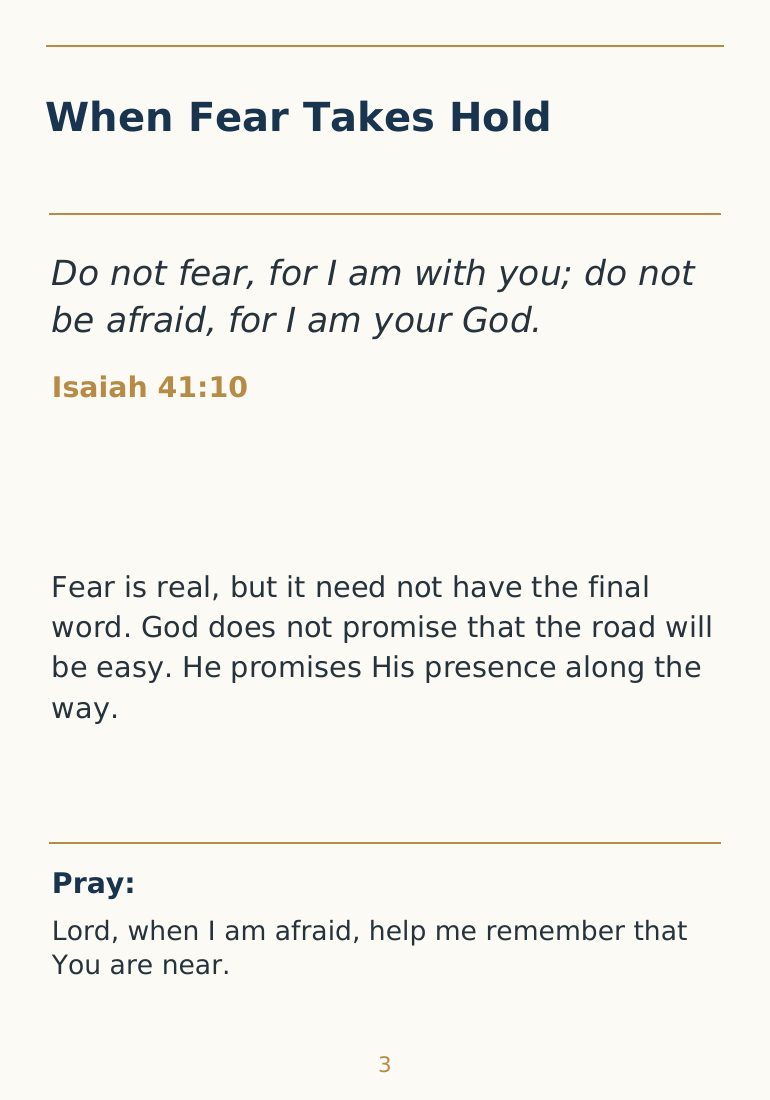 When Fear Takes Hold
Do not fear, for I am with you; do not
be afraid, for I am your God.
Isaiah 41:10
Fear is real, but it need not have the final
word. God does not promise that the road will
be easy. He promises His presence along the
way.
Pray:
Lord, when I am afraid, help me remember that
You are near.
3